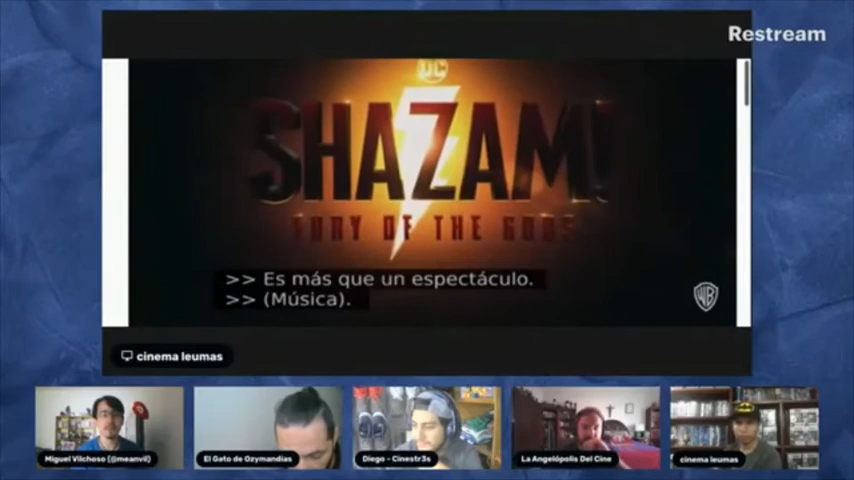 Restream
DC
SHAZAM!
FURY OF THE GODS
>> Es más que un espectáculo.
>> (Música).
WB
cinema leumas
Miguel Vilchoso (@meanvil)
El Gato de Ozymandias
Diego - Cinestr3s
La Angelópolis Del Cine
cinema leumas